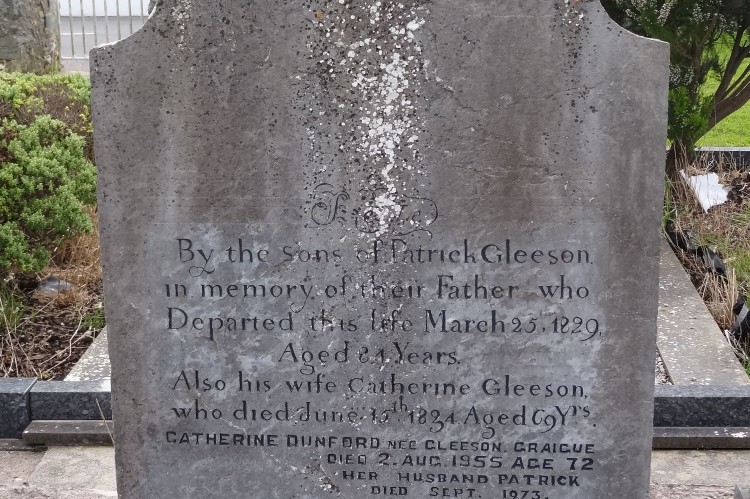 By the sons of Patrick Gleeson
in memory of their Father who
Departed this life March 25, 1829,
Aged 84 Years.
Also his wife Catherine Gleeson,
who died June 15th 1834 Aged 69 Yrs.
CATHERINE DUNFORD NEE GLEESON. GRAIGUE
DIED 2. AUG. 1955 AGE 72
HER HUSBAND PATRICK
DIED SEPT. 1973.